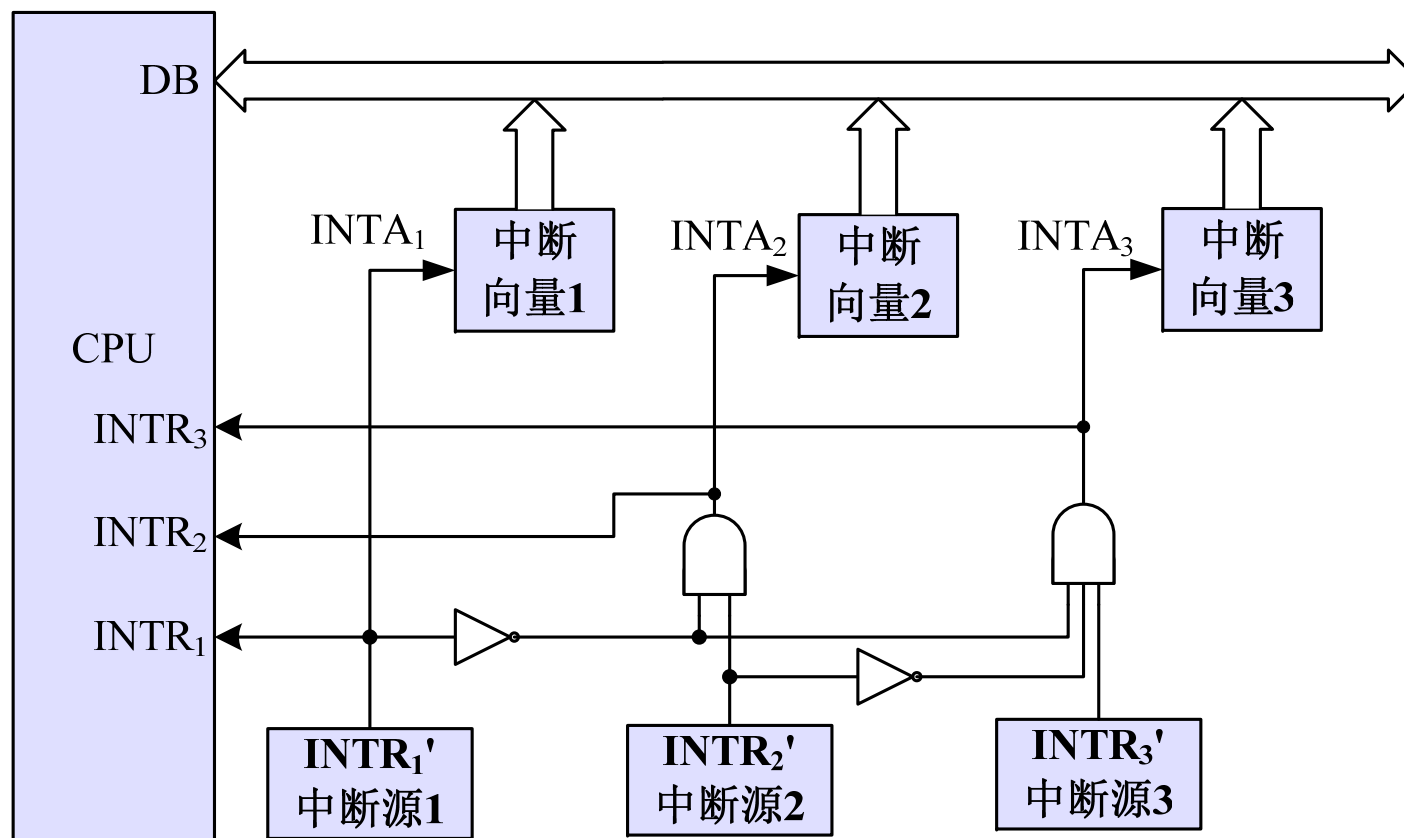 DB
INTA₁
中断
向量1
INTA₂
中断
向量2
INTA₃
中断
向量3
CPU
INTR₃
INTR₂
INTR₁
INTR₁'
中断源1
INTR₂'
中断源2
INTR₃'
中断源3